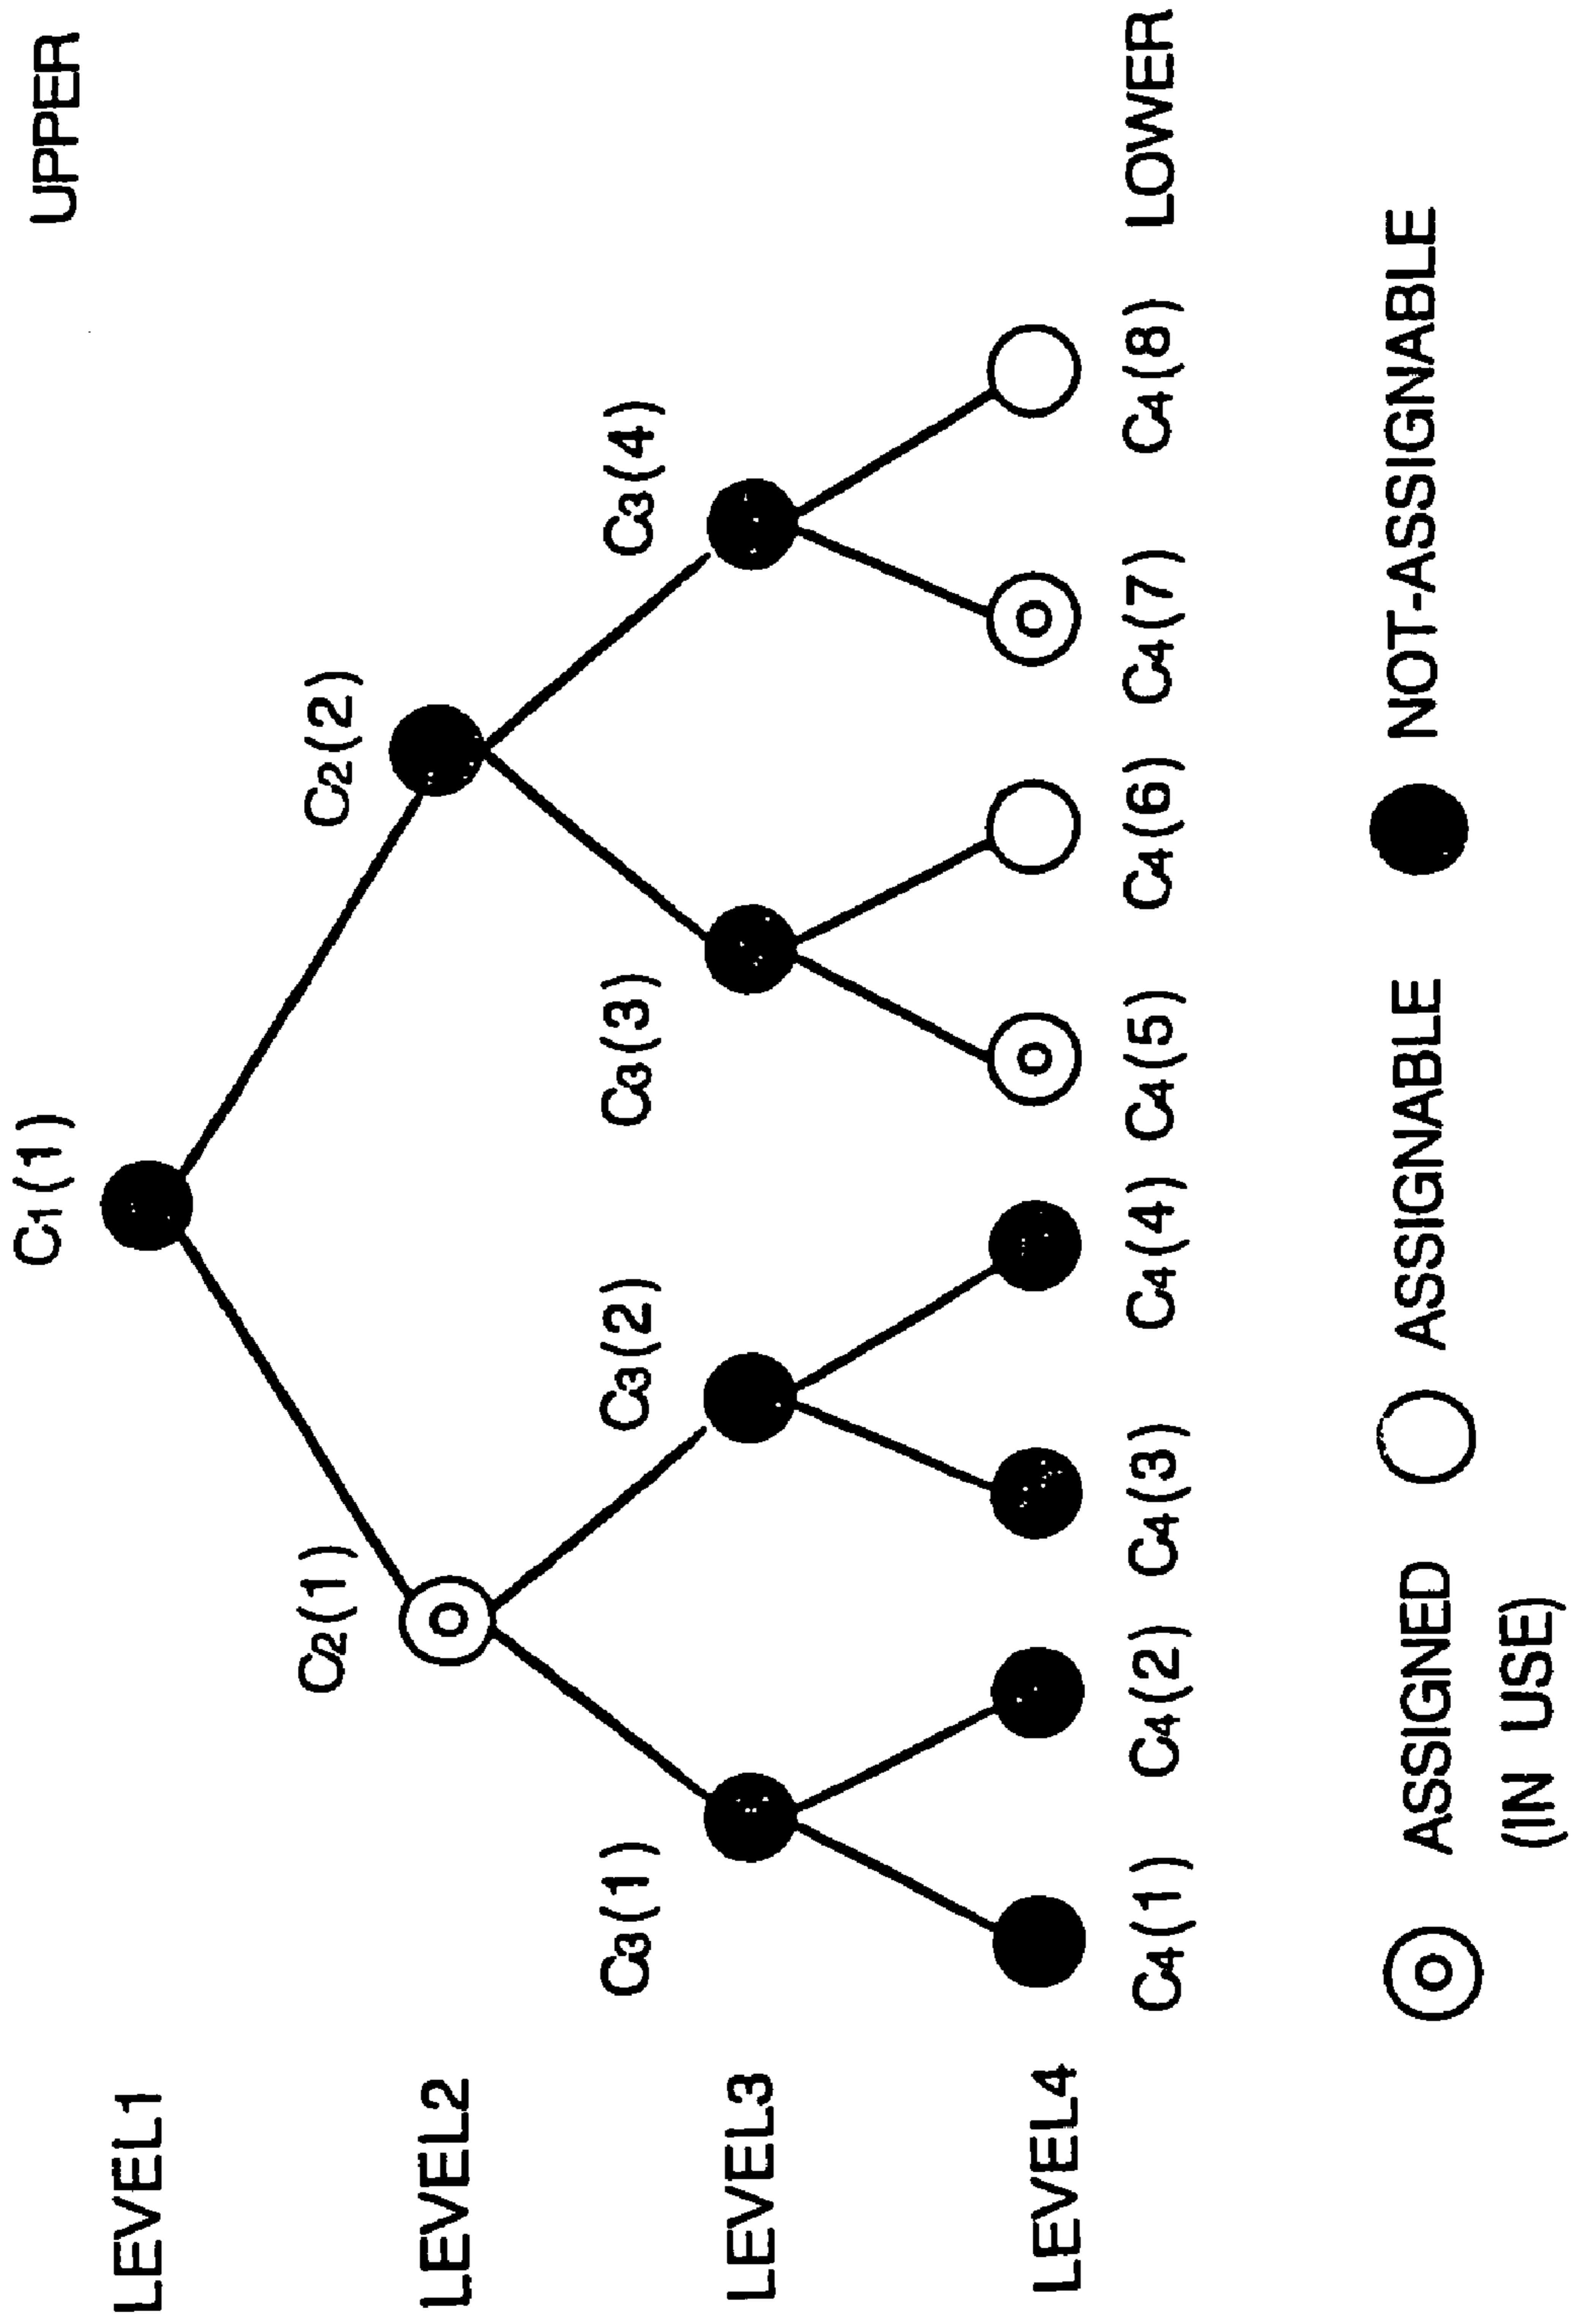 UPPER
C1(1)
LEVEL1
C2(1)
C2(2)
LEVEL2
C3(1)
C3(2)
C3(3)
C3(4)
LEVEL3
LEVEL4
C4(1)
C4(2)
C4(3)
C4(4)
C4(5)
C4(6)
C4(7)
C4(8)
LOWER
ASSIGNED
(IN USE)
ASSIGNABLE
NOT-ASSIGNABLE